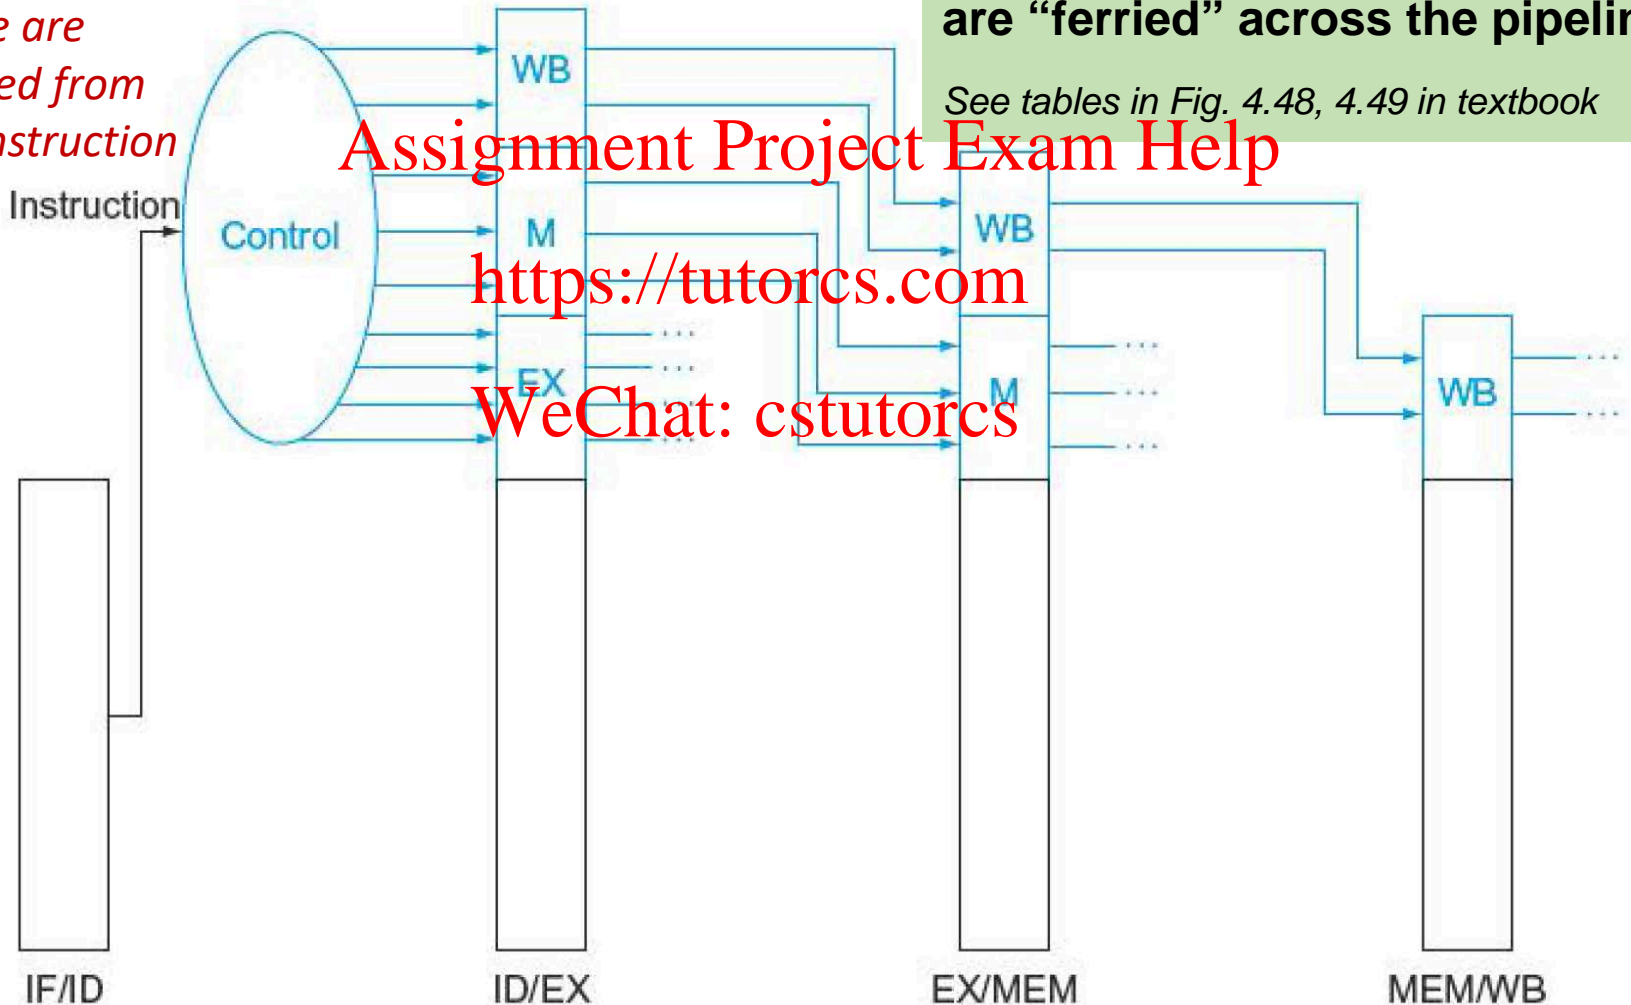 e are
ed from
nstruction
are “ferried” across the pipelin
See tables in Fig. 4.48, 4.49 in textbook
Assignment Project Exam Help
https://tutorcs.com
WeChat: cstutorcs
Instruction
Control
WB
M
EX
...
...
...
...
WB
M
...
...
...
WB
...
...
IF/ID
ID/EX
EX/MEM
MEM/WB